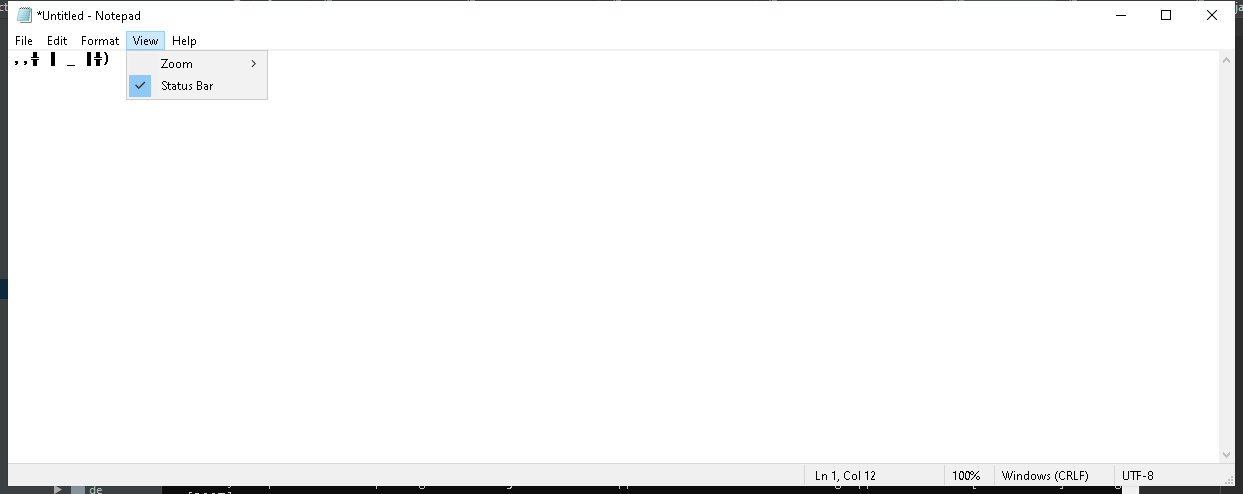 *Untitled - Notepad
File Edit Format View Help
,,╬ ▐ _ ▐╬)
Zoom
Status Bar
Ln 1, Col 12 100% Windows (CRLF) UTF-8
de